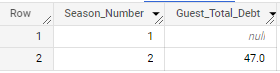 Row Season_Number Guest_Total_Debt
1 1 null
2 2 47.0